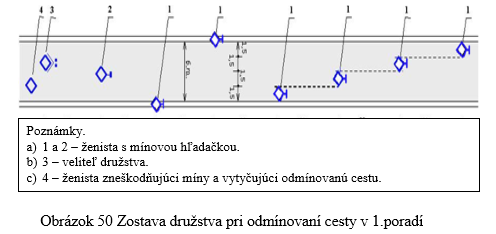 4 3 2 1 1 1 1 1 1
6 m.
1,5
1,5
1,5
1,5
Poznámky.
a) 1 a 2 – ženista s mínovou hľadačkou.
b) 3 – veliteľ družstva.
c) 4 – ženista zneškodňujúci míny a vytyčujúci odmínovanú cestu.
Obrázok 50 Zostava družstva pri odmínovaní cesty v 1.poradí